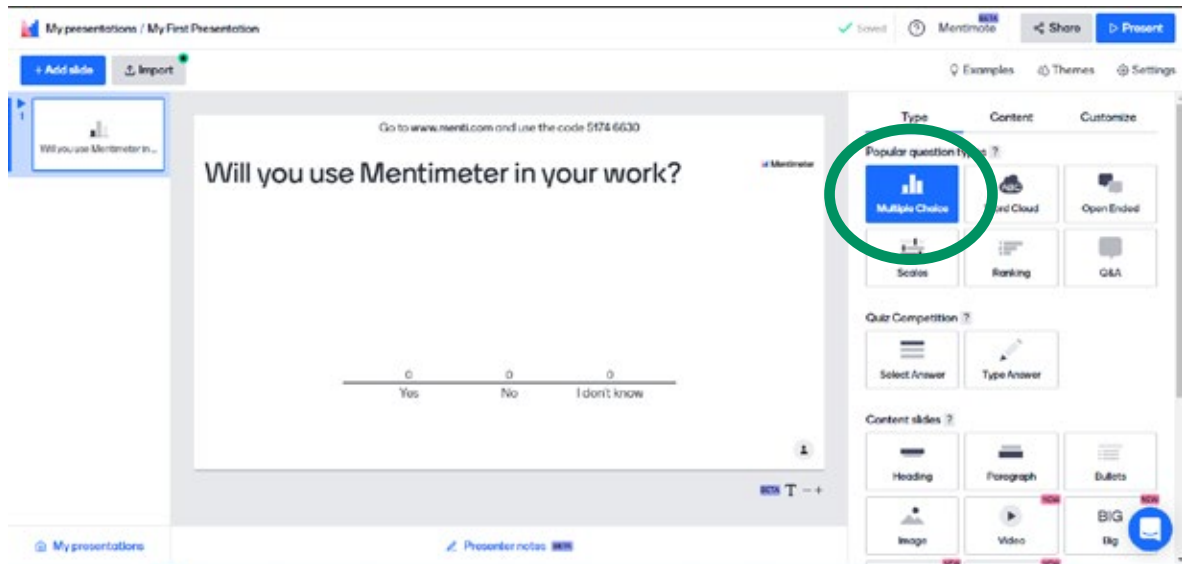 My presentations / My First Presentation
Saved
Mentimote
BETA
Share
Present
+ Add slide
Import
Examples
Themes
Settings
1
Will you use Mentimeter in...
Go to www.menti.com and use the code 5174 6630
Will you use Mentimeter in your work?
Mentimeter
0 0 0
Yes No I don't know
BETA T - +
My presentations
Presenter notes BETA
Type Content Customize
Popular question types ?
Multiple Choice
Word Cloud
Open Ended
Scales
Ranking
Q&A
Quiz Competition ?
Select Answer
Type Answer
Content slides ?
Heading
Paragraph
Bullets
NEW
NEW
Image
Video
BIG
Big
NEW
NEW